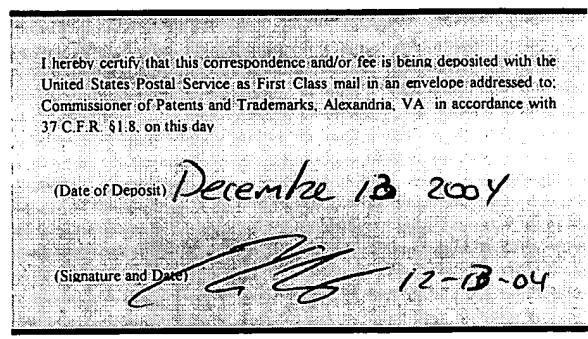 I hereby certify that this correspondence and/or fee is being deposited with the
United States Postal Service as First Class mail in an envelope addressed to:
Commissioner of Patents and Trademarks, Alexandria, VA in accordance with
37 C.F.R. §1.8. on this day
(Date of Deposit) December 13 2004
(Signature and Date) 12-13-04